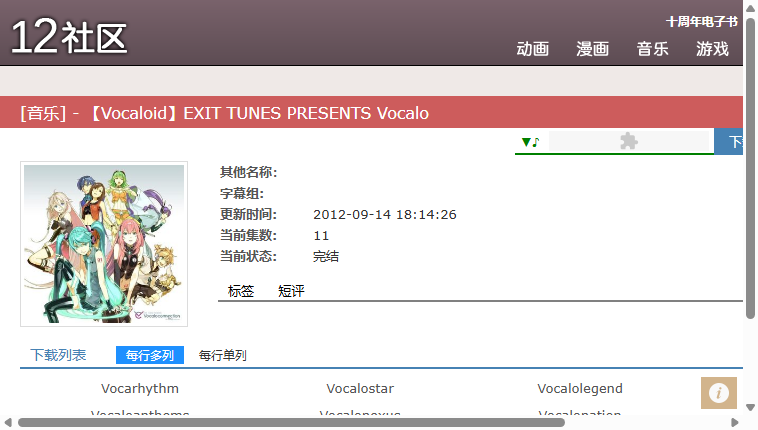 12社区
十周年电子书
动画 漫画 音乐 游戏
[音乐] - 【Vocaloid】EXIT TUNES PRESENTS Vocalo
▼♪ 下
其他名称:
字幕组:
更新时间: 2012-09-14 18:14:26
当前集数: 11
当前状态: 完结
标签 短评
下载列表 每行多列 每行单列
Vocarhythm Vocalostar Vocalolegend
Vocaloanthems Vocalonexus Vocalonation